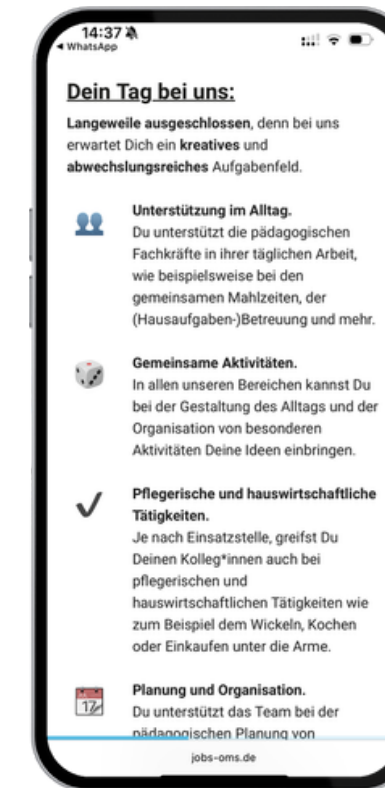 14:37
◄ WhatsApp
Dein Tag bei uns:
Langeweile ausgeschlossen, denn bei uns
erwartet Dich ein kreatives und
abwechslungsreiches Aufgabenfeld.
Unterstützung im Alltag.
Du unterstützt die pädagogischen
Fachkräfte in ihrer täglichen Arbeit,
wie beispielsweise bei den
gemeinsamen Mahlzeiten, der
(Hausaufgaben-)Betreuung und mehr.
Gemeinsame Aktivitäten.
In allen unseren Bereichen kannst Du
bei der Gestaltung des Alltags und der
Organisation von besonderen
Aktivitäten Deine Ideen einbringen.
Pflegerische und hauswirtschaftliche
Tätigkeiten.
Je nach Einsatzstelle, greifst Du
Deinen Kolleg*innen auch bei
pflegerischen und
hauswirtschaftlichen Tätigkeiten wie
zum Beispiel dem Wickeln, Kochen
oder Einkaufen unter die Arme.
17
Planung und Organisation.
Du unterstützt das Team bei der
pädagogischen Planung von
jobs-oms.de